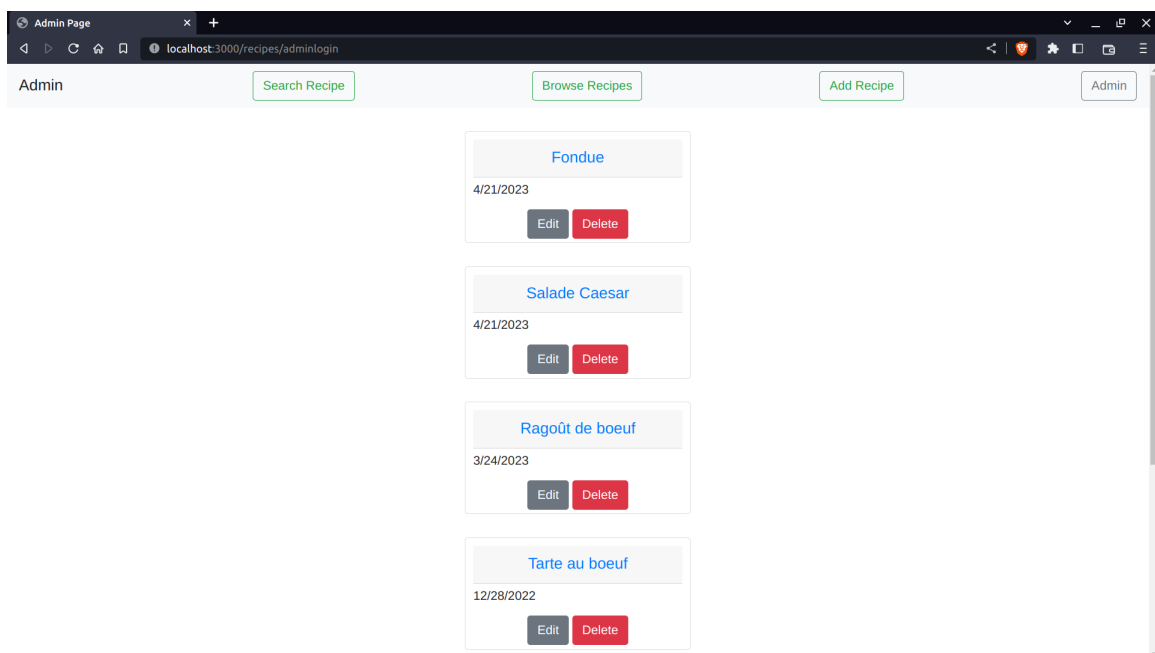 Admin Page
localhost:3000/recipes/adminlogin
Admin Search Recipe Browse Recipes Add Recipe Admin
Fondue
4/21/2023
Edit Delete
Salade Caesar
4/21/2023
Edit Delete
Ragoût de boeuf
3/24/2023
Edit Delete
Tarte au boeuf
12/28/2022
Edit Delete